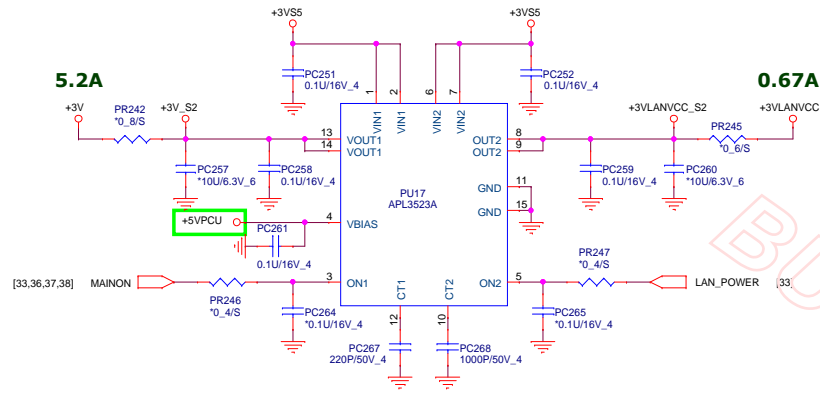 +3VS5
+3VS5
5.2A
PC251
0.1U/16V_4
PC252
0.1U/16V_4
0.67A
+3V
PR242
*0_8/S
+3V_S2
1
2
6
7
VIN1
VIN1
VIN2
VIN2
+3VLANVCC_S2
PR245
*0_6/S
+3VLANVCC
13
VOUT1
14
VOUT1
8
OUT2
9
OUT2
PC257
*10U/6.3V_6
PC258
0.1U/16V_4
PC259
0.1U/16V_4
PC260
*10U/6.3V_6
PU17
APL3523A
11
GND
15
GND
+5VPCU
4
VBIAS
PC261
0.1U/16V_4
[33,36,37,38]
MAINON
PR246
*0_4/S
3
ON1
5
ON2
PR247
*0_4/S
LAN_POWER
[33]
CT1
CT2
PC264
*0.1U/16V_4
PC265
*0.1U/16V_4
12
10
PC267
220P/50V_4
PC268
1000P/50V_4